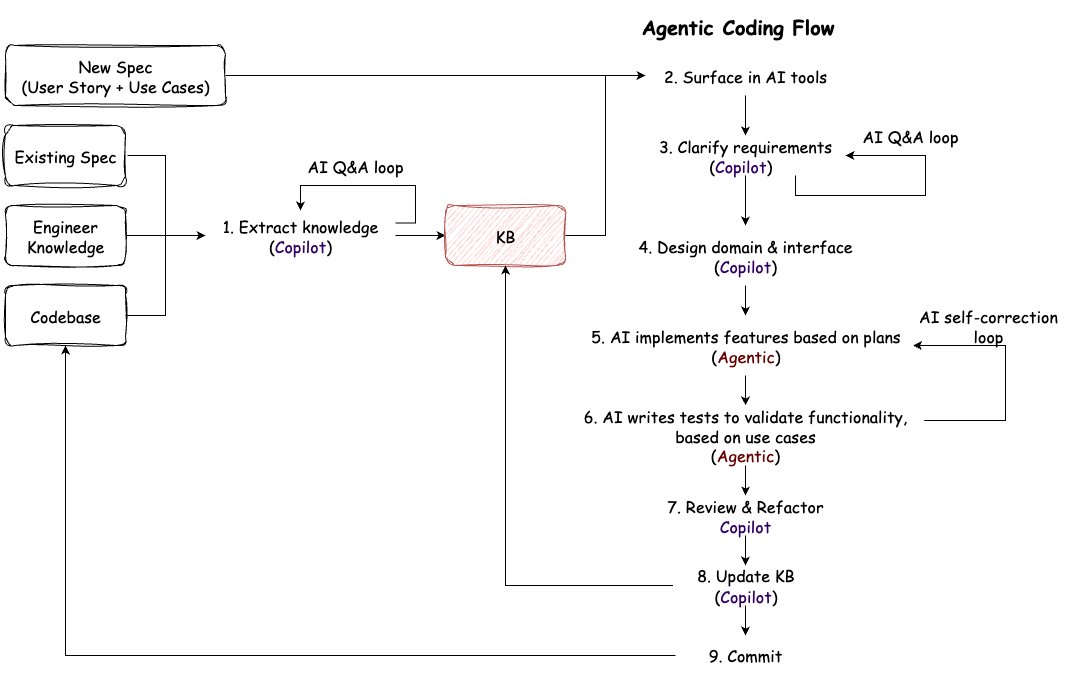 Agentic Coding Flow
New Spec
(User Story + Use Cases)
Existing Spec
Engineer
Knowledge
Codebase
AI Q&A loop
1. Extract knowledge
(Copilot)
KB
2. Surface in AI tools
3. Clarify requirements
(Copilot)
AI Q&A loop
4. Design domain & interface
(Copilot)
5. AI implements features based on plans
(Agentic)
AI self-correction
loop
6. AI writes tests to validate functionality,
based on use cases
(Agentic)
7. Review & Refactor
Copilot
8. Update KB
(Copilot)
9. Commit